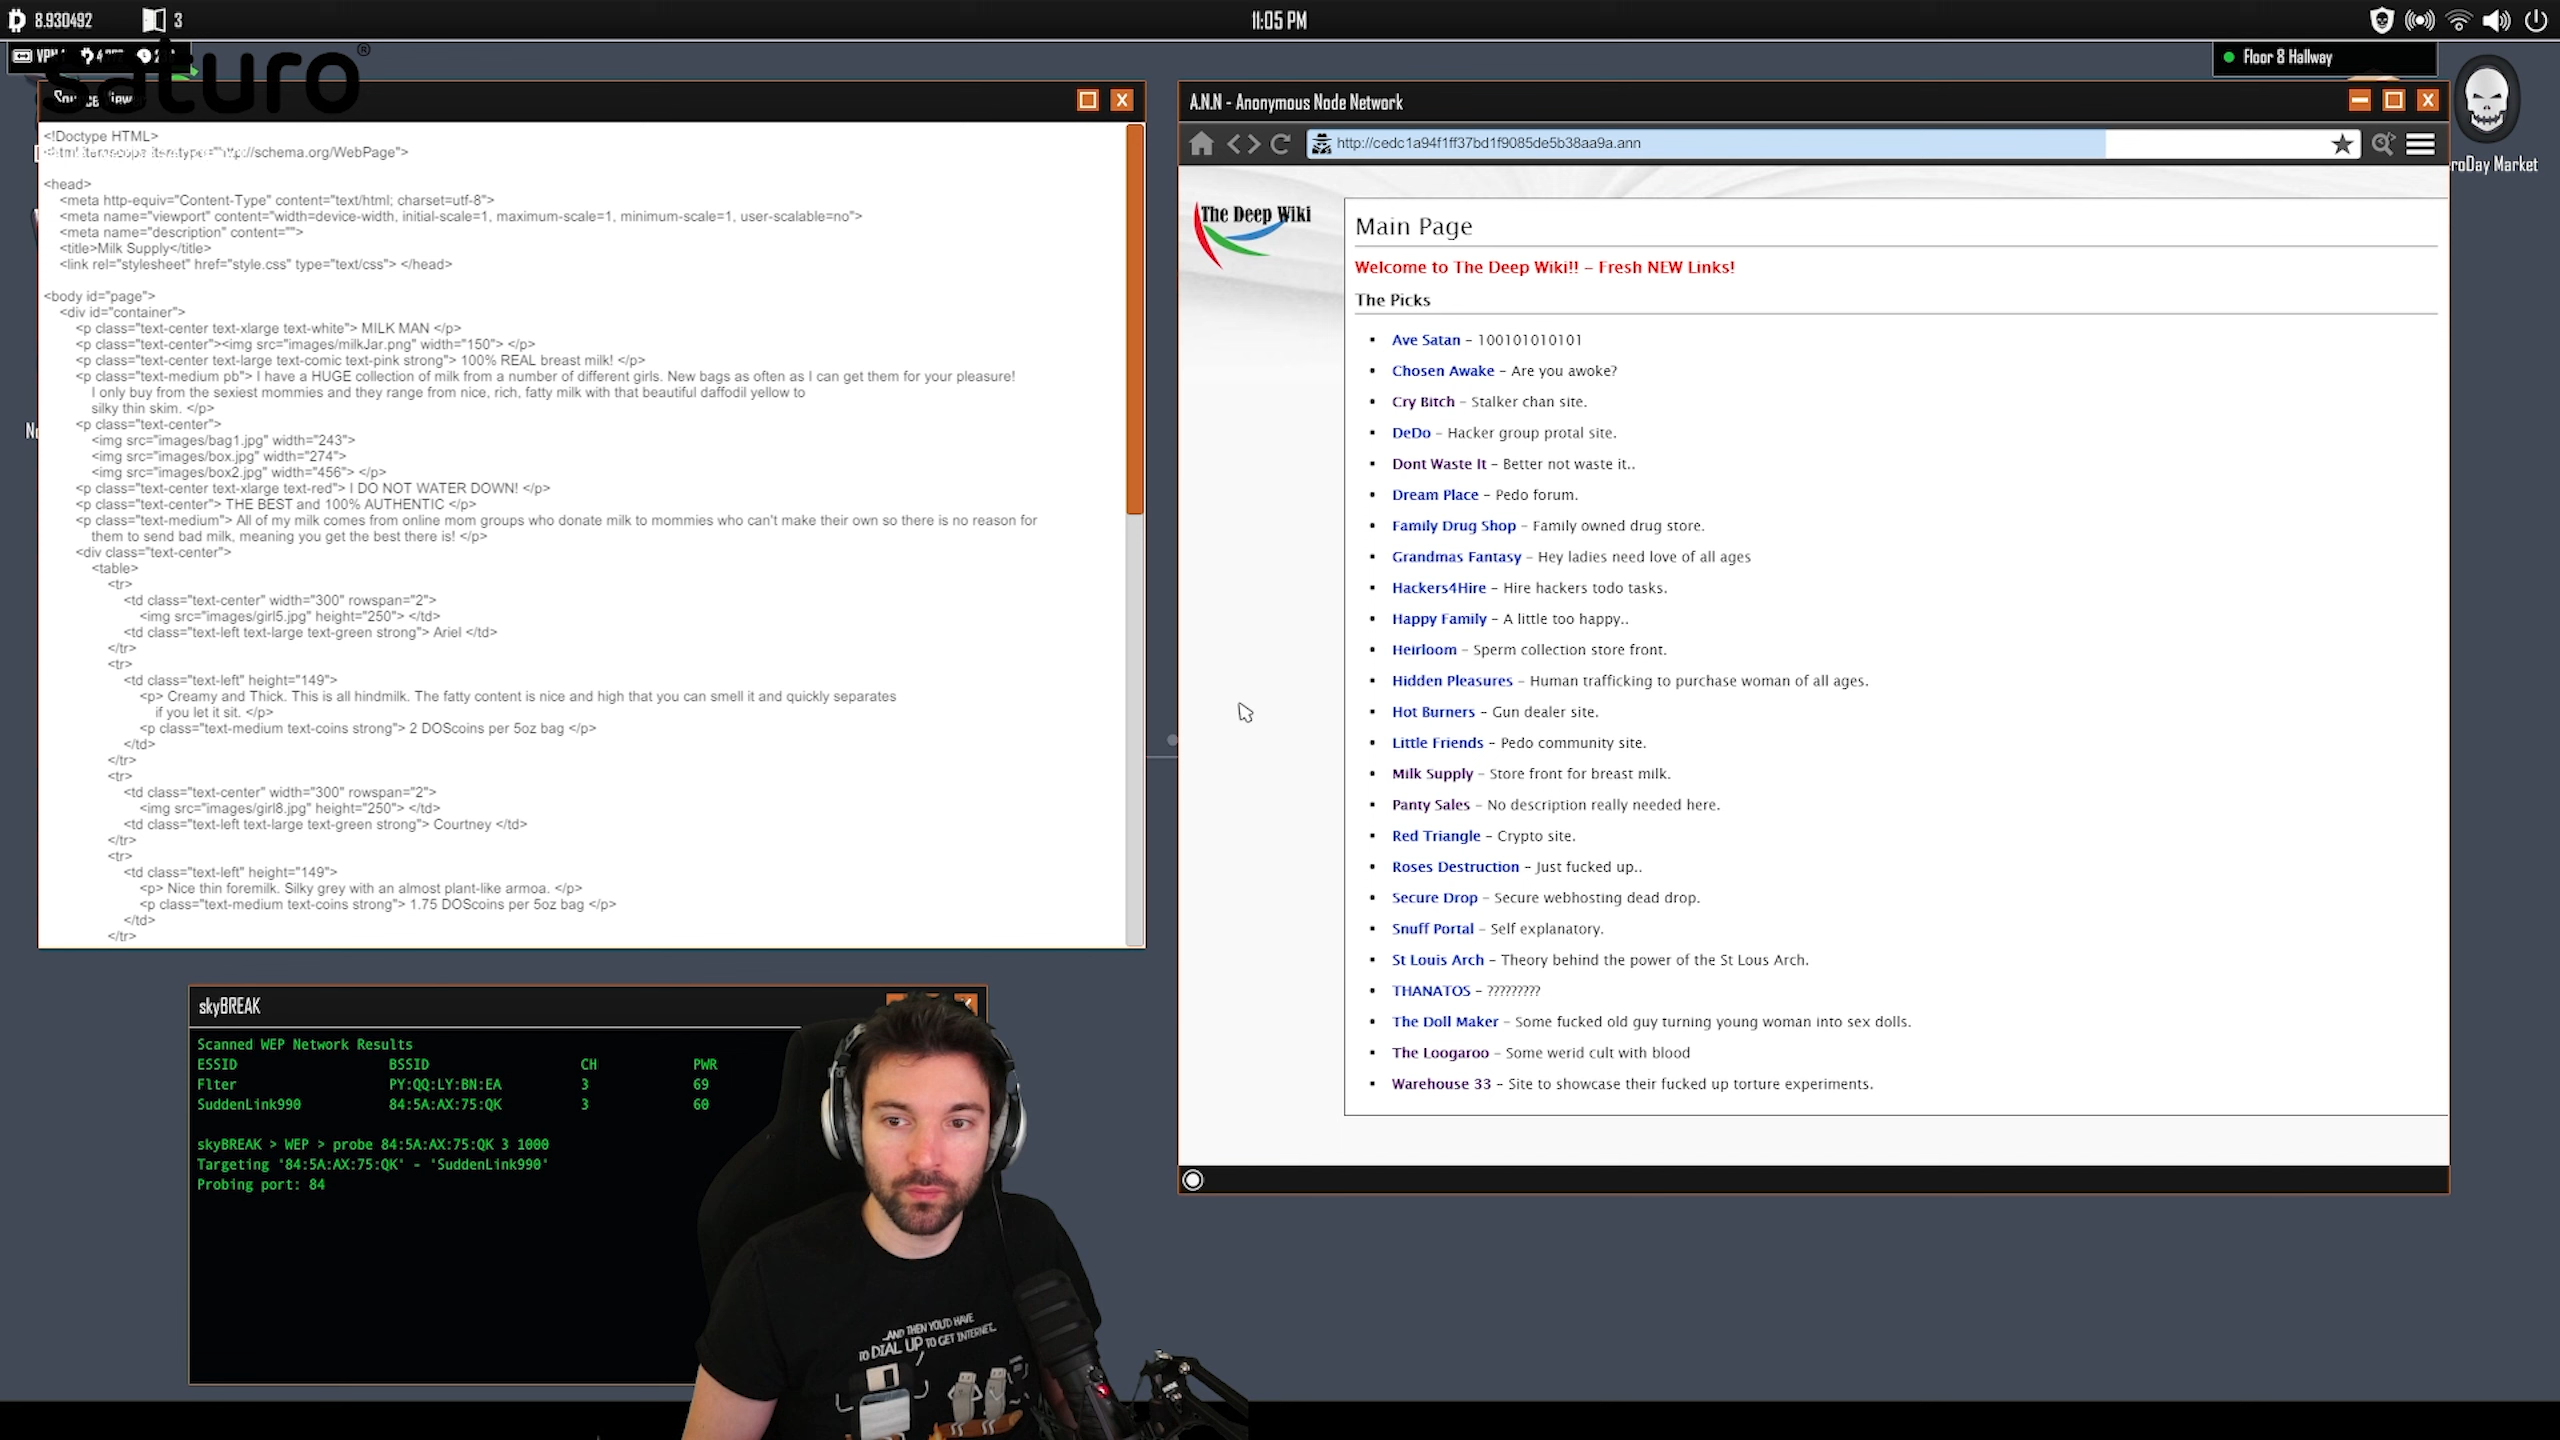 8.930492
3
11:05 PM
saturo®
Floor 8 Hallway
roDay Market
<!Doctype HTML>
<head>
<meta http-equiv="Content-Type" content="text/html; charset=utf-8">
<meta name="viewport" content="width=device-width, initial-scale=1, maximum-scale=1, minimum-scale=1, user-scalable=no">
<meta name="description" content="">
<title>Milk Supply</title>
<link rel="stylesheet" href="style.css" type="text/css"> </head>
<body id="page">
<div id="container">
<p class="text-center text-xlarge text-white"> MILK MAN </p>
<p class="text-center"><img src="images/milkJar.png" width="150"> </p>
<p class="text-center text-large text-comic text-pink strong"> 100% REAL breast milk! </p>
<p class="text-medium pb"> I have a HUGE collection of milk from a number of different girls. New bags as often as I can get them for your pleasure!
I only buy from the sexiest mommies and they range from nice, rich, fatty milk with that beautiful daffodil yellow to
silky thin skim. </p>
<p class="text-center">
<img src="images/bag1.jpg" width="243">
<img src="images/box.jpg" width="274">
<img src="images/box2.jpg" width="456"> </p>
<p class="text-center text-xlarge text-red"> I DO NOT WATER DOWN! </p>
<p class="text-center"> THE BEST and 100% AUTHENTIC </p>
<p class="text-medium"> All of my milk comes from online mom groups who donate milk to mommies who can't make their own so there is no reason for
them to send bad milk, meaning you get the best there is! </p>
<div class="text-center">
<table>
<tr>
<td class="text-center" width="300" rowspan="2">
<img src="images/girl5.jpg" height="250"> </td>
<td class="text-left text-large text-green strong"> Ariel </td>
</tr>
<tr>
<td class="text-left" height="149">
<p> Creamy and Thick. This is all hindmilk. The fatty content is nice and high that you can smell it and quickly separates
if you let it sit. </p>
<p class="text-medium text-coins strong"> 2 DOScoins per 5oz bag </p>
</td>
</tr>
<tr>
<td class="text-center" width="300" rowspan="2">
<img src="images/girl8.jpg" height="250"> </td>
<td class="text-left text-large text-green strong"> Courtney </td>
</tr>
<tr>
<td class="text-left" height="149">
<p> Nice thin foremilk. Silky grey with an almost plant-like armoa. </p>
<p class="text-medium text-coins strong"> 1.75 DOScoins per 5oz bag </p>
</td>
</tr>
A.N.N - Anonymous Node Network
http://cedc1a94f1ff37bd1f9085de5b38aa9a.ann
The Deep Wiki
Main Page
Welcome to The Deep Wiki!! – Fresh NEW Links!
The Picks
Ave Satan – 100101010101
Chosen Awake – Are you awoke?
Cry Bitch – Stalker chan site.
DeDo – Hacker group protal site.
Dont Waste It – Better not waste it..
Dream Place – Pedo forum.
Family Drug Shop – Family owned drug store.
Grandmas Fantasy – Hey ladies need love of all ages
Hackers4Hire – Hire hackers todo tasks.
Happy Family – A little too happy..
Heirloom – Sperm collection store front.
Hidden Pleasures – Human trafficking to purchase woman of all ages.
Hot Burners – Gun dealer site.
Little Friends – Pedo community site.
Milk Supply – Store front for breast milk.
Panty Sales – No description really needed here.
Red Triangle – Crypto site.
Roses Destruction – Just fucked up..
Secure Drop – Secure webhosting dead drop.
Snuff Portal – Self explanatory.
St Louis Arch – Theory behind the power of the St Lous Arch.
THANATOS – ?????????
The Doll Maker – Some fucked old guy turning young woman into sex dolls.
The Loogaroo – Some werid cult with blood
Warehouse 33 – Site to showcase their fucked up torture experiments.
skyBREAK
Scanned WEP Network Results
ESSID BSSID CH PWR
Flter PY:QQ:LY:BN:EA 3 69
SuddenLink990 84:5A:AX:75:QK 3 60
skyBREAK > WEP > probe 84:5A:AX:75:QK 3 1000
Targeting '84:5A:AX:75:QK' - 'SuddenLink990'
Probing port: 84
...AND THEN YOU'D HAVE
TO DIAL UP TO GET INTERNET...